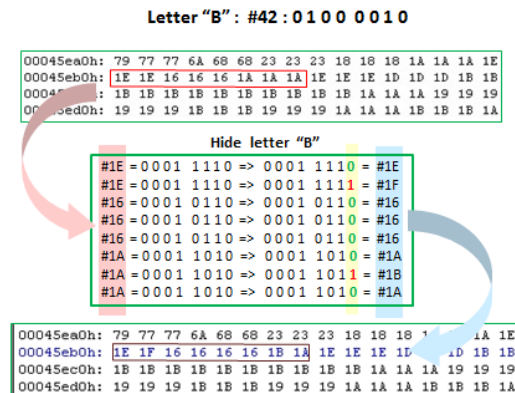 Letter "B" : #42 : 0 1 0 0 0 0 1 0
00045ea0h: 79 77 77 6A 68 68 23 23 23 18 18 18 1A 1A 1A 1E
00045eb0h: 1E 1E 16 16 16 1A 1A 1A 1E 1E 1E 1D 1D 1D 1B 1B
0h: 1B 1B 1B 1B 1B 1B 1B 1B 1B 1B 1A 1A 1A 19 19 19
ed0h: 19 19 19 1B 1B 1B 19 19 19 1A 1A 1A 1B 1B 1B 1A
Hide letter "B"
#1E = 0001 1110 => 0001 1110 = #1E
#1E = 0001 1110 => 0001 1111 = #1F
#16 = 0001 0110 => 0001 0110 = #16
#16 = 0001 0110 => 0001 0110 = #16
#16 = 0001 0110 => 0001 0110 = #16
#1A = 0001 1010 => 0001 1010 = #1A
#1A = 0001 1010 => 0001 1011 = #1B
#1A = 0001 1010 => 0001 1010 = #1A
00045ea0h: 79 77 77 6A 68 68 23 23 23 18 18 18 1A 1E
00045eb0h: 1E 1F 16 16 16 16 1B 1A 1E 1E 1E 1D 1D 1B 1B
00045ec0h: 1B 1B 1B 1B 1B 1B 1B 1B 1B 1B 1A 1A 1A 19 19 19
00045ed0h: 19 19 19 1B 1B 1B 19 19 19 1A 1A 1A 1B 1B 1B 1A